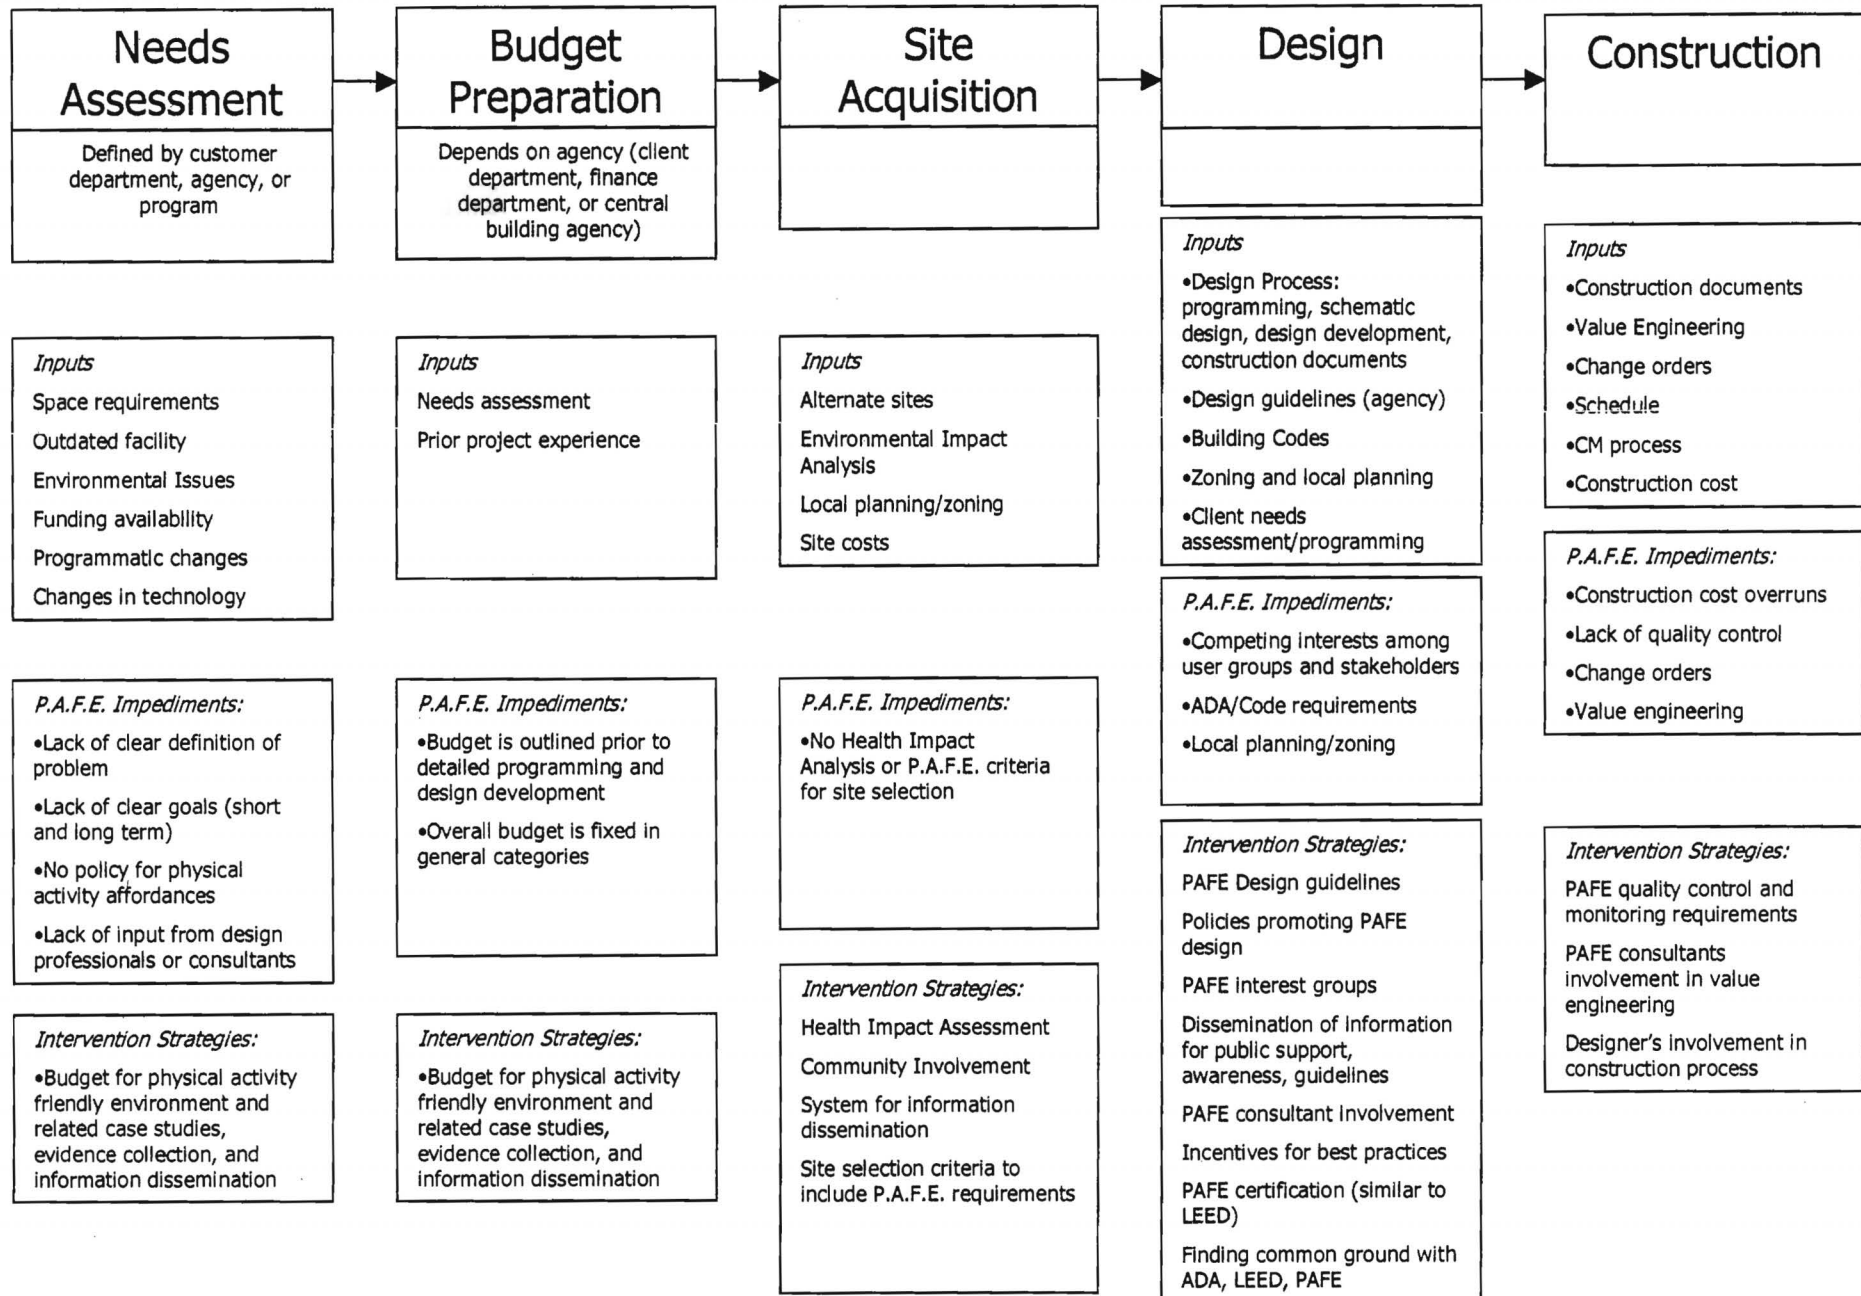 Needs
Assessment
Defined by customer
department, agency, or
program
Inputs
Space requirements
Outdated facility
Environmental Issues
Funding availability
Programmatic changes
Changes in technology
P.A.F.E. Impediments:
•Lack of clear definition of
problem
•Lack of clear goals (short
and long term)
•No policy for physical
activity affordances
•Lack of input from design
professionals or consultants
Intervention Strategies:
•Budget for physical activity
friendly environment and
related case studies,
evidence collection, and
information dissemination
Budget
Preparation
Depends on agency (client
department, finance
department, or central
building agency)
Inputs
Needs assessment
Prior project experience
P.A.F.E. Impediments:
•Budget is outlined prior to
detailed programming and
design development
•Overall budget is fixed in
general categories
Intervention Strategies:
•Budget for physical activity
friendly environment and
related case studies,
evidence collection, and
information dissemination
Site
Acquisition
Inputs
Alternate sites
Environmental Impact
Analysis
Local planning/zoning
Site costs
P.A.F.E. Impediments:
•No Health Impact
Analysis or P.A.F.E. criteria
for site selection
Intervention Strategies:
Health Impact Assessment
Community Involvement
System for information
dissemination
Site selection criteria to
include P.A.F.E. requirements
Design
Inputs
•Design Process:
programming, schematic
design, design development,
construction documents
•Design guidelines (agency)
•Building Codes
•Zoning and local planning
•Client needs
assessment/programming
P.A.F.E. Impediments:
•Competing interests among
user groups and stakeholders
•ADA/Code requirements
•Local planning/zoning
Intervention Strategies:
PAFE Design guidelines
Policies promoting PAFE
design
PAFE interest groups
Dissemination of information
for public support,
awareness, guidelines
PAFE consultant involvement
Incentives for best practices
PAFE certification (similar to
LEED)
Finding common ground with
ADA, LEED, PAFE
Construction
Inputs
•Construction documents
•Value Engineering
•Change orders
•Schedule
•CM process
•Construction cost
P.A.F.E. Impediments:
•Construction cost overruns
•Lack of quality control
•Change orders
•Value engineering
Intervention Strategies:
PAFE quality control and
monitoring requirements
PAFE consultants
involvement in value
engineering
Designer's involvement in
construction process